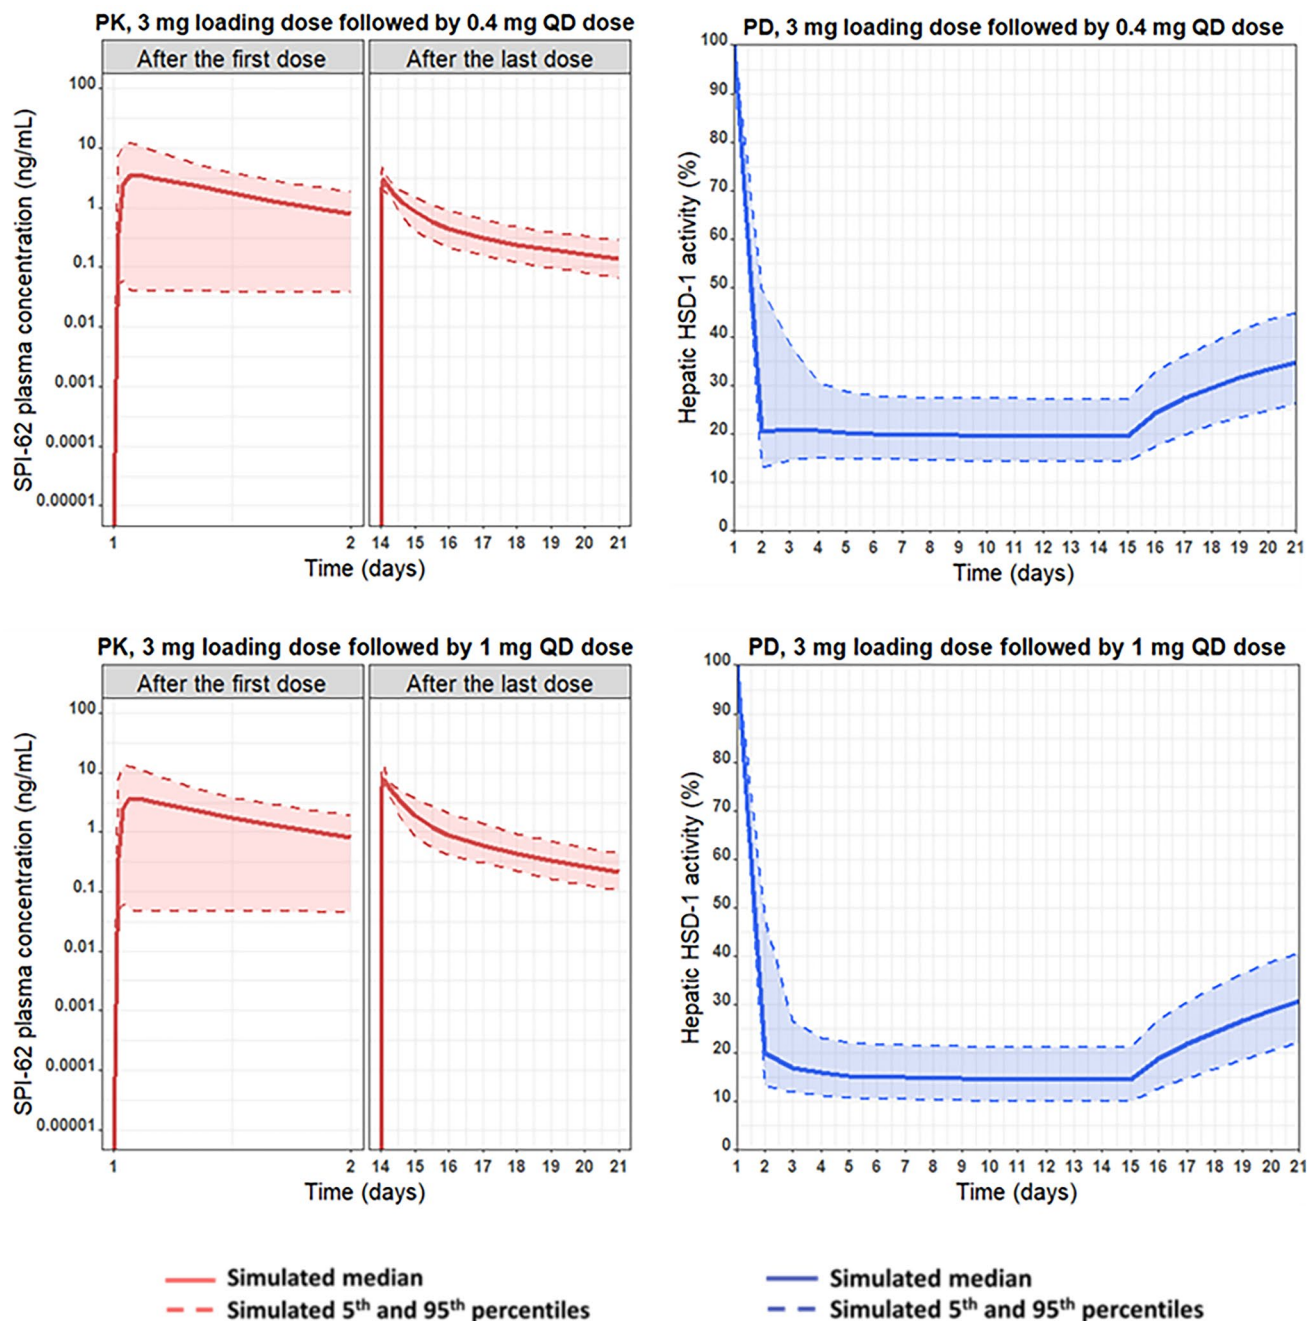 PK, 3 mg loading dose followed by 0.4 mg QD dose
After the first dose
After the last dose
SPI-62 plasma concentration (ng/mL)
100
10
1
0.1
0.01
0.001
0.0001
0.00001
1 2
14 15 16 17 18 19 20 21
Time (days)
PD, 3 mg loading dose followed by 0.4 mg QD dose
Hepatic HSD-1 activity (%)
100
90
80
70
60
50
40
30
20
10
0
1 2 3 4 5 6 7 8 9 10 11 12 13 14 15 16 17 18 19 20 21
Time (days)
PK, 3 mg loading dose followed by 1 mg QD dose
After the first dose
After the last dose
SPI-62 plasma concentration (ng/mL)
100
10
1
0.1
0.01
0.001
0.0001
0.00001
1 2
14 15 16 17 18 19 20 21
Time (days)
PD, 3 mg loading dose followed by 1 mg QD dose
Hepatic HSD-1 activity (%)
100
90
80
70
60
50
40
30
20
10
0
1 2 3 4 5 6 7 8 9 10 11 12 13 14 15 16 17 18 19 20 21
Time (days)
Simulated median
Simulated 5th and 95th percentiles
Simulated median
Simulated 5th and 95th percentiles